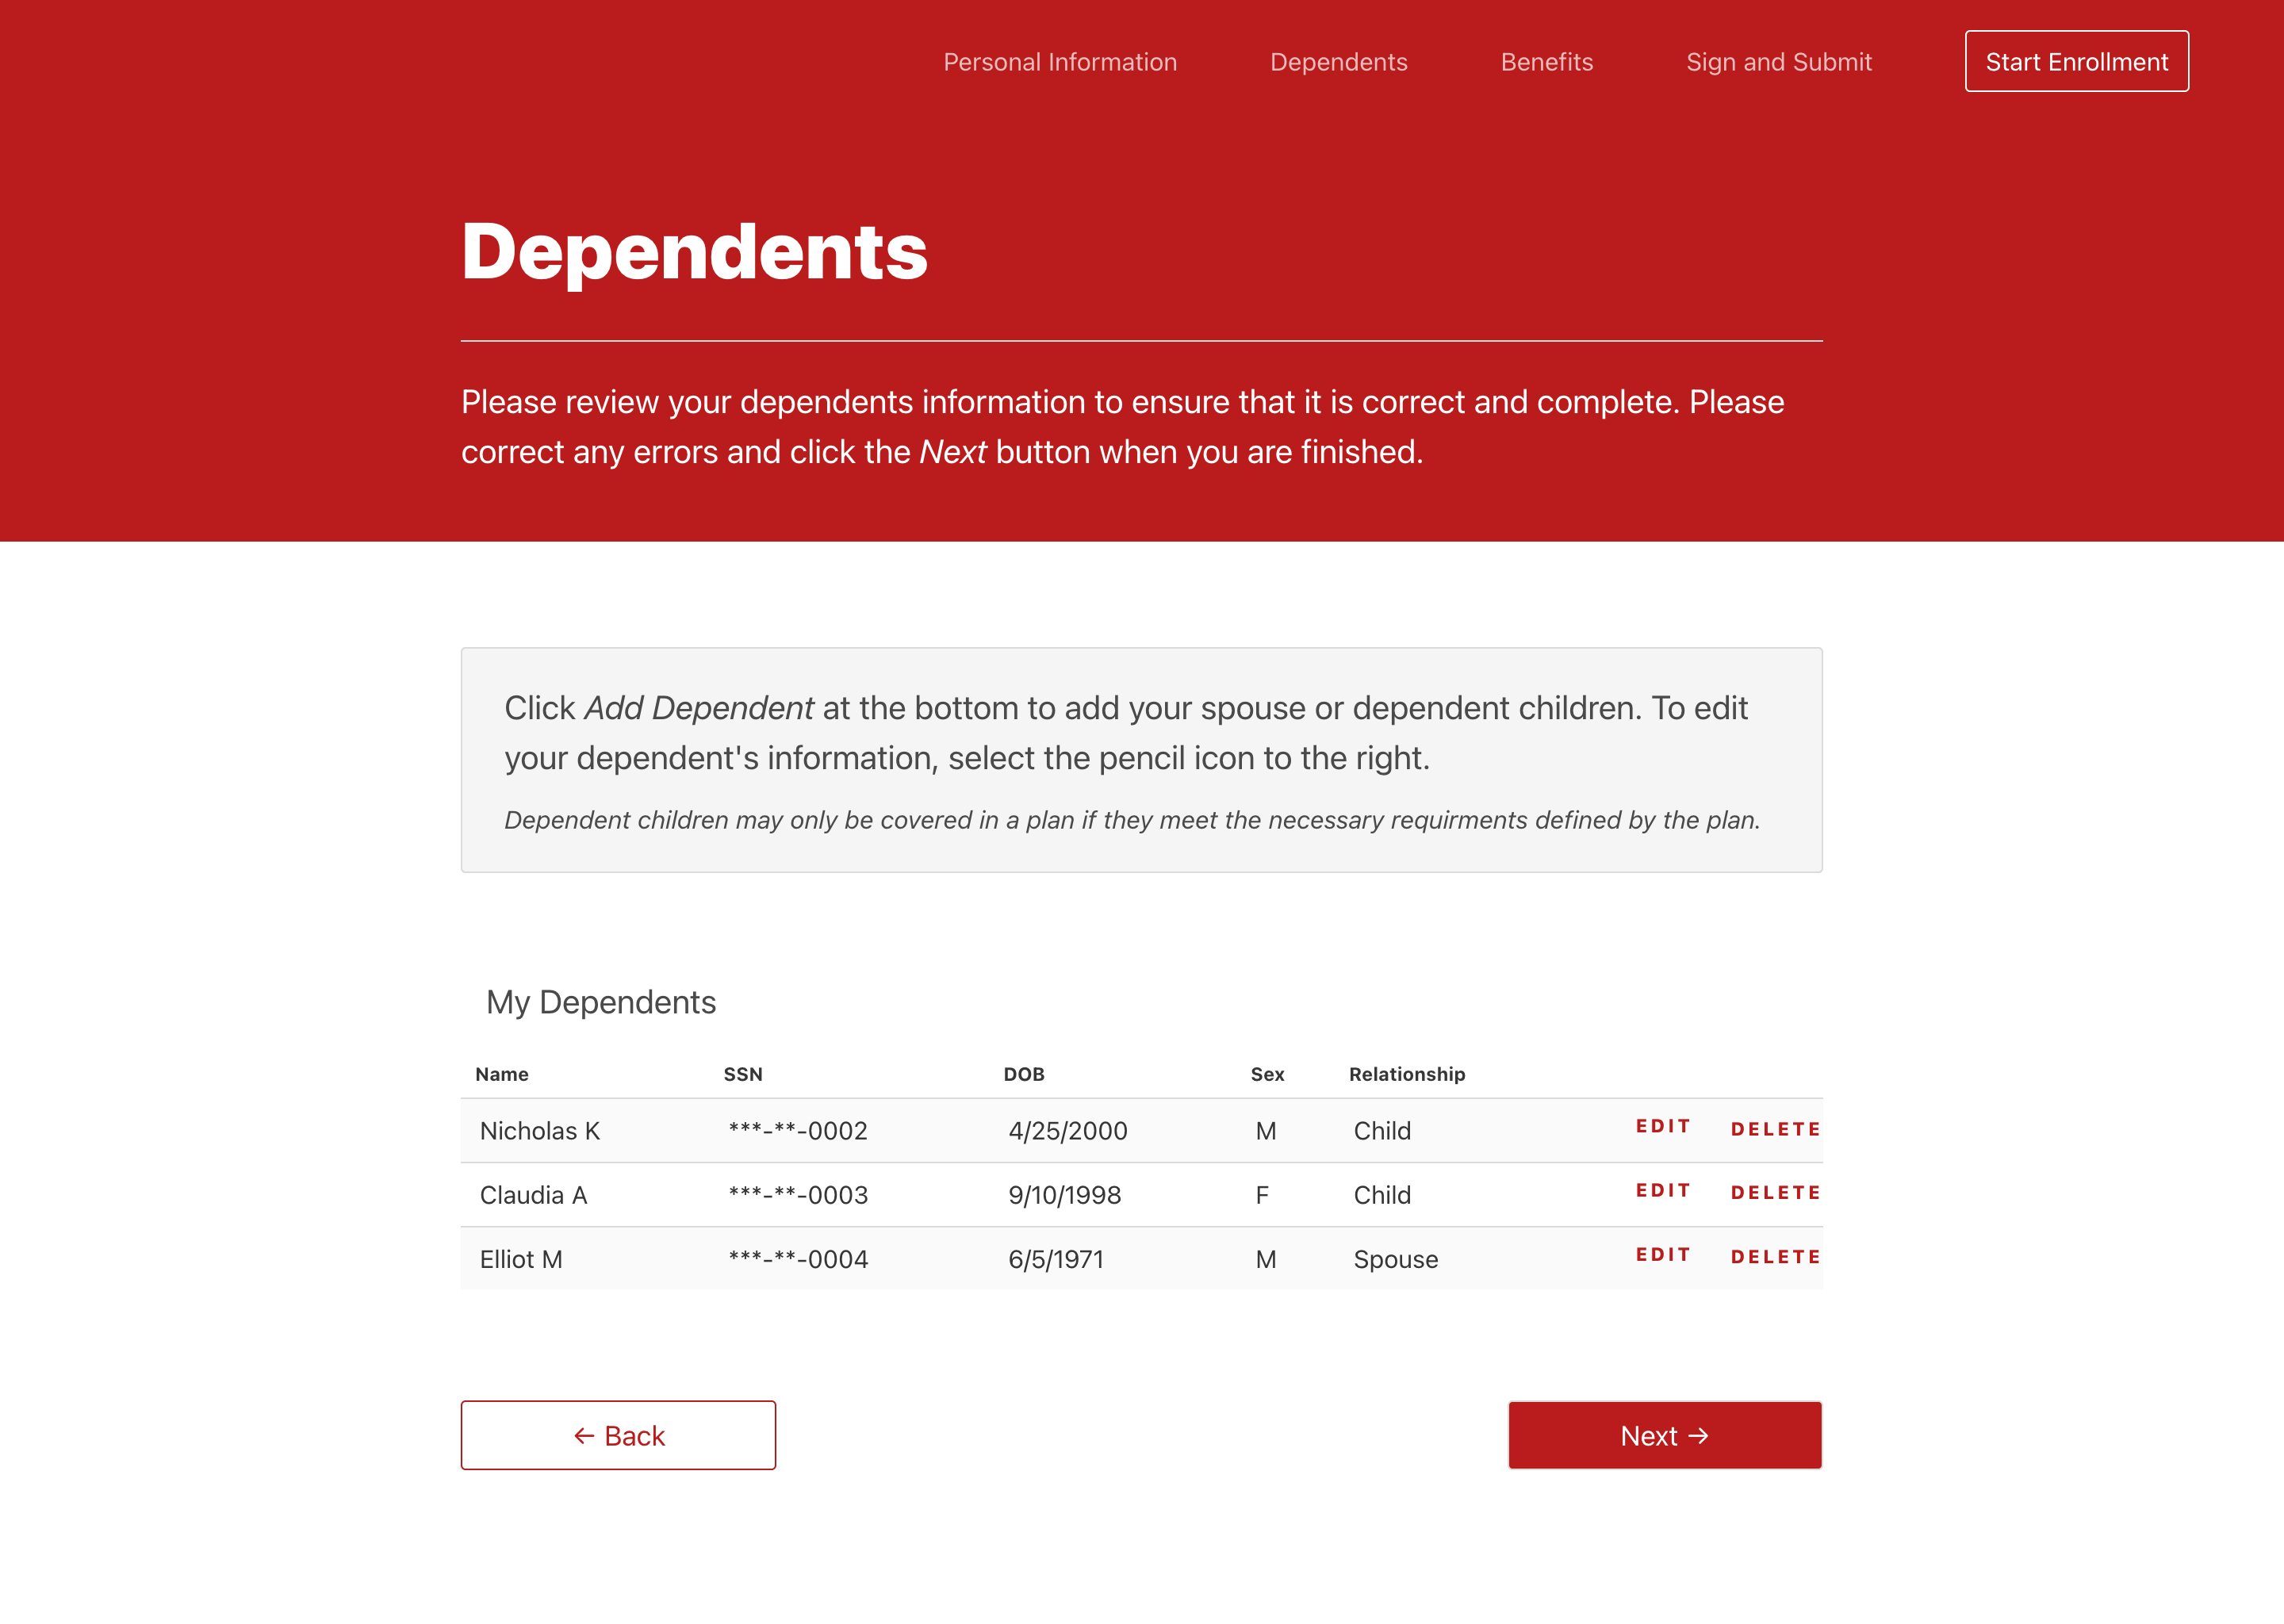 Personal Information Dependents Benefits Sign and Submit Start Enrollment
Dependents
Please review your dependents information to ensure that it is correct and complete. Please
correct any errors and click the Next button when you are finished.
Click Add Dependent at the bottom to add your spouse or dependent children. To edit
your dependent's information, select the pencil icon to the right.
Dependent children may only be covered in a plan if they meet the necessary requirments defined by the plan.
My Dependents
Name SSN DOB Sex Relationship
Nicholas K ***-**-0002 4/25/2000 M Child EDIT DELETE
Claudia A ***-**-0003 9/10/1998 F Child EDIT DELETE
Elliot M ***-**-0004 6/5/1971 M Spouse EDIT DELETE
← Back Next →